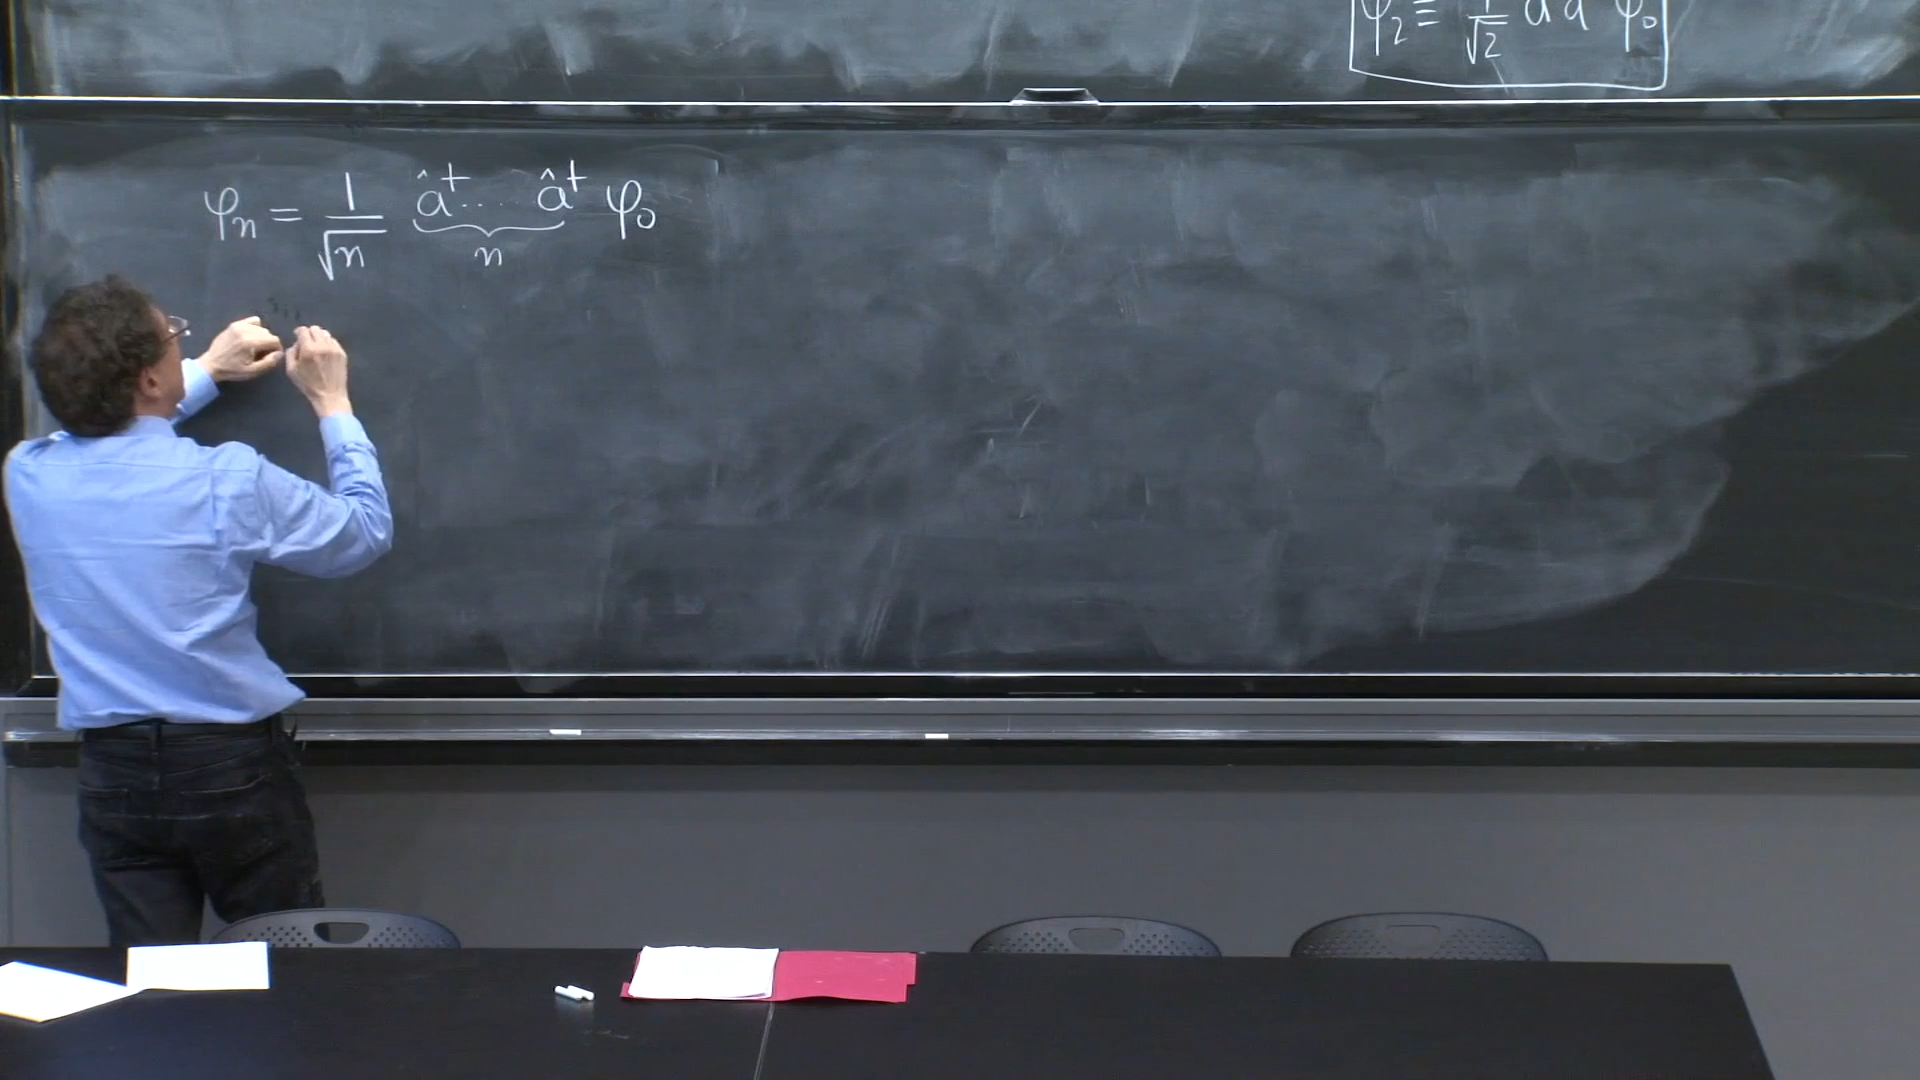 φ₂ ≡ 1/√2 a a φ₀
φₙ = 1/√n â† .... â† φ₀
n